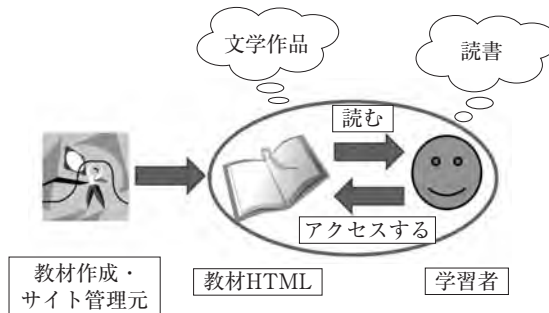 文学作品
読書
読む
アクセスする
教材作成・
サイト管理元
教材HTML
学習者